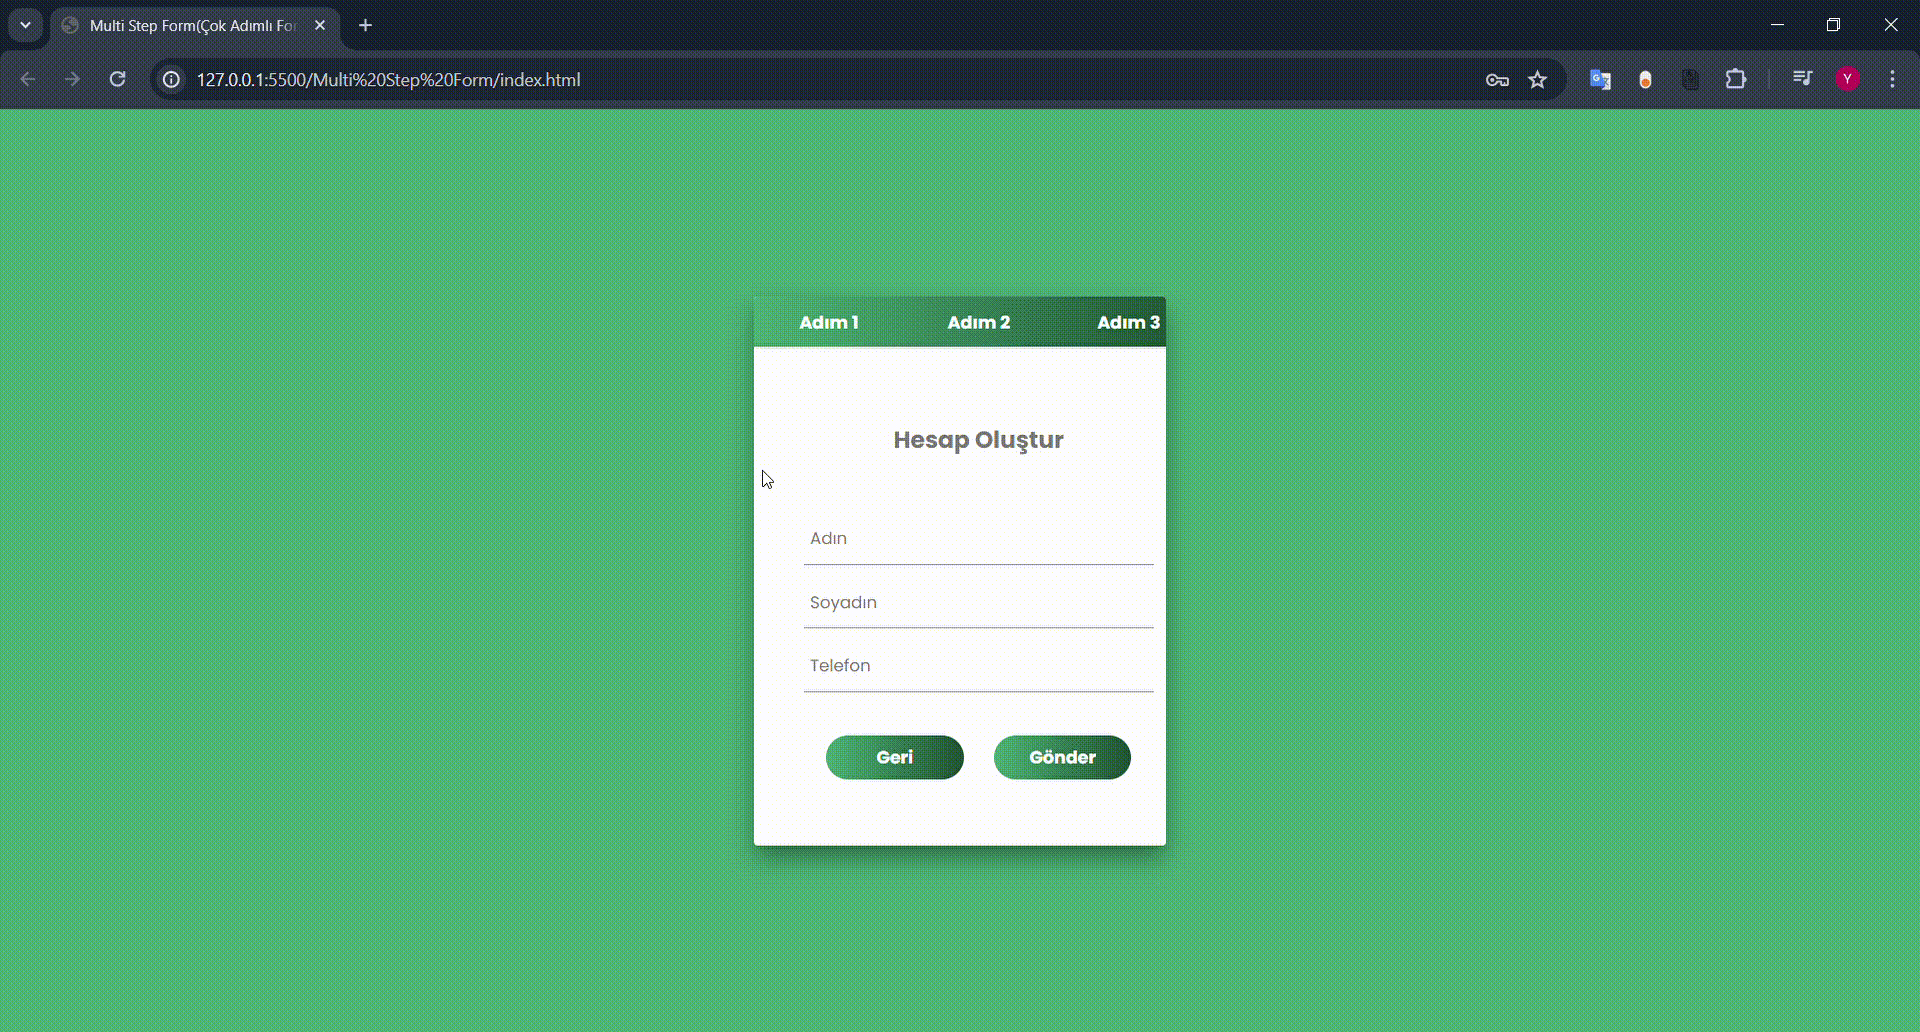 Multi Step Form(Çok Adımlı For
127.0.0.1:5500/Multi%20Step%20Form/index.html
Y
Adım 1 Adım 2 Adım 3
Hesap Oluştur
Adın
Soyadın
Telefon
Geri Gönder